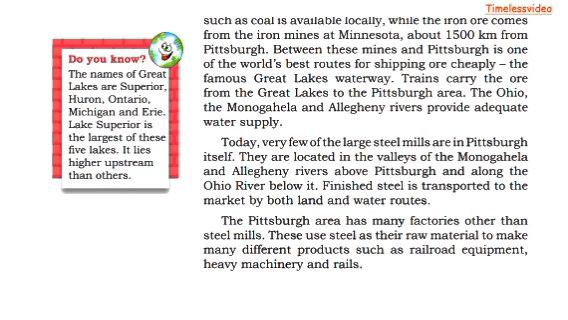 Timelessvideo
such as coal is available locally, while the iron ore comes
from the iron mines at Minnesota, about 1500 km from
Pittsburgh. Between these mines and Pittsburgh is one
of the world's best routes for shipping ore cheaply – the
famous Great Lakes waterway. Trains carry the ore
from the Great Lakes to the Pittsburgh area. The Ohio,
the Monogahela and Allegheny rivers provide adequate
water supply.
Today, very few of the large steel mills are in Pittsburgh
itself. They are located in the valleys of the Monogahela
and Allegheny rivers above Pittsburgh and along the
Ohio River below it. Finished steel is transported to the
market by both land and water routes.
The Pittsburgh area has many factories other than
steel mills. These use steel as their raw material to make
many different products such as railroad equipment,
heavy machinery and rails.
Do you know?
The names of Great
Lakes are Superior,
Huron, Ontario,
Michigan and Erie.
Lake Superior is
the largest of these
five lakes. It lies
higher upstream
than others.